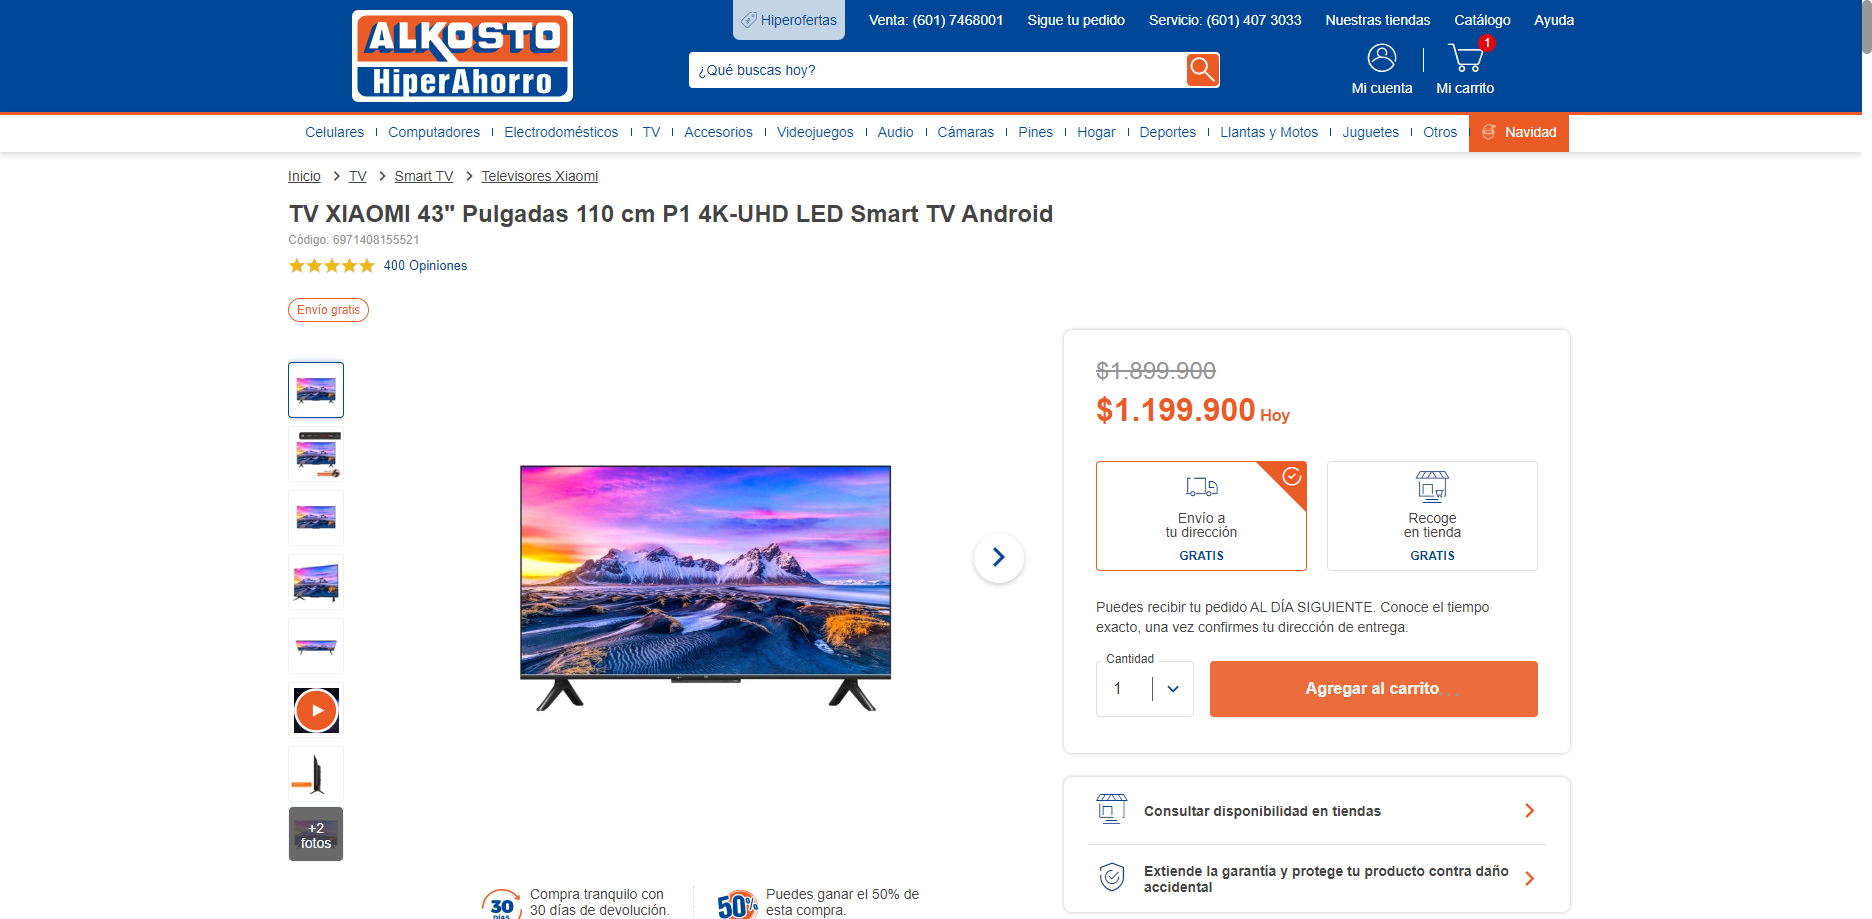 Hiperofertas
Venta: (601) 7468001
Sigue tu pedido
Servicio: (601) 407 3033
Nuestras tiendas
Catálogo
Ayuda
ALKOSTO
HiperAhorro
¿Qué buscas hoy?
1
Mi cuenta
Mi carrito
Celulares
Computadores
Electrodomésticos
TV
Accesorios
Videojuegos
Audio
Cámaras
Pines
Hogar
Deportes
Llantas y Motos
Juguetes
Otros
Navidad
Inicio
TV
Smart TV
Televisores Xiaomi
TV XIAOMI 43" Pulgadas 110 cm P1 4K-UHD LED Smart TV Android
Código: 6971408155521
400 Opiniones
Envío gratis
+2
fotos
$1.899.900
$1.199.900 Hoy
Envío a
tu dirección
GRATIS
Recoge
en tienda
GRATIS
Puedes recibir tu pedido AL DÍA SIGUIENTE. Conoce el tiempo
exacto, una vez confirmes tu dirección de entrega.
Cantidad
1
Agregar al carrito
Consultar disponibilidad en tiendas
Extiende la garantía y protege tu producto contra daño
accidental
30
DÍAS
Compra tranquilo con
30 días de devolución.
50%
Puedes ganar el 50% de
esta compra.